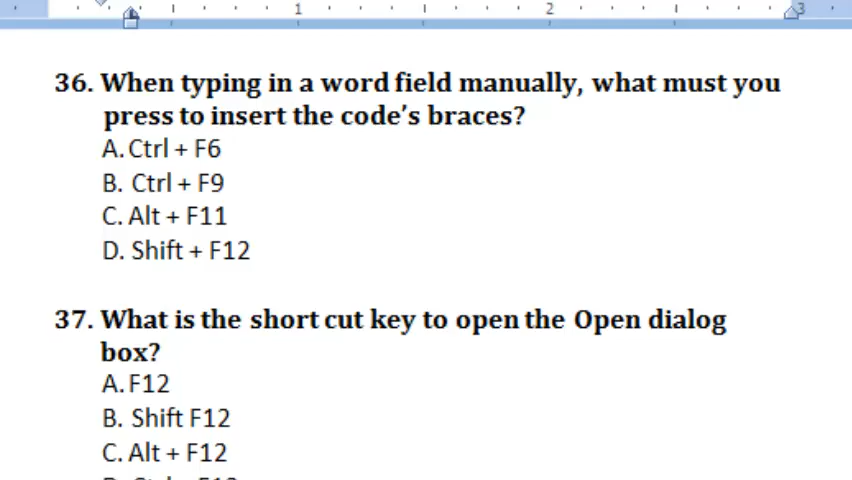 1 2 3
36. When typing in a word field manually, what must you
press to insert the code's braces?
A. Ctrl + F6
B. Ctrl + F9
C. Alt + F11
D. Shift + F12
37. What is the short cut key to open the Open dialog
box?
A. F12
B. Shift F12
C. Alt + F12